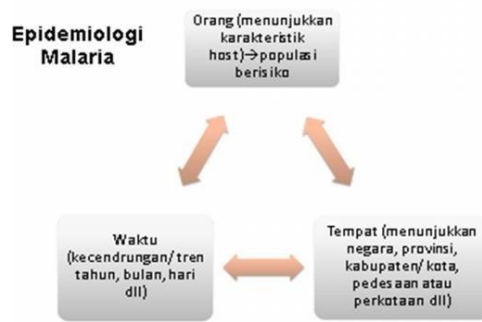 Epidemiologi
Malaria
Orang (menunjukkan
karakteristik
host)→populasi
berisiko
Waktu
(kecendrungan/ tren
tahun, bulan, hari
dll)
Tempat (menunjukkan
negara, provinsi,
kabupaten/ kota,
pedesaan atau
perkotaan dll)